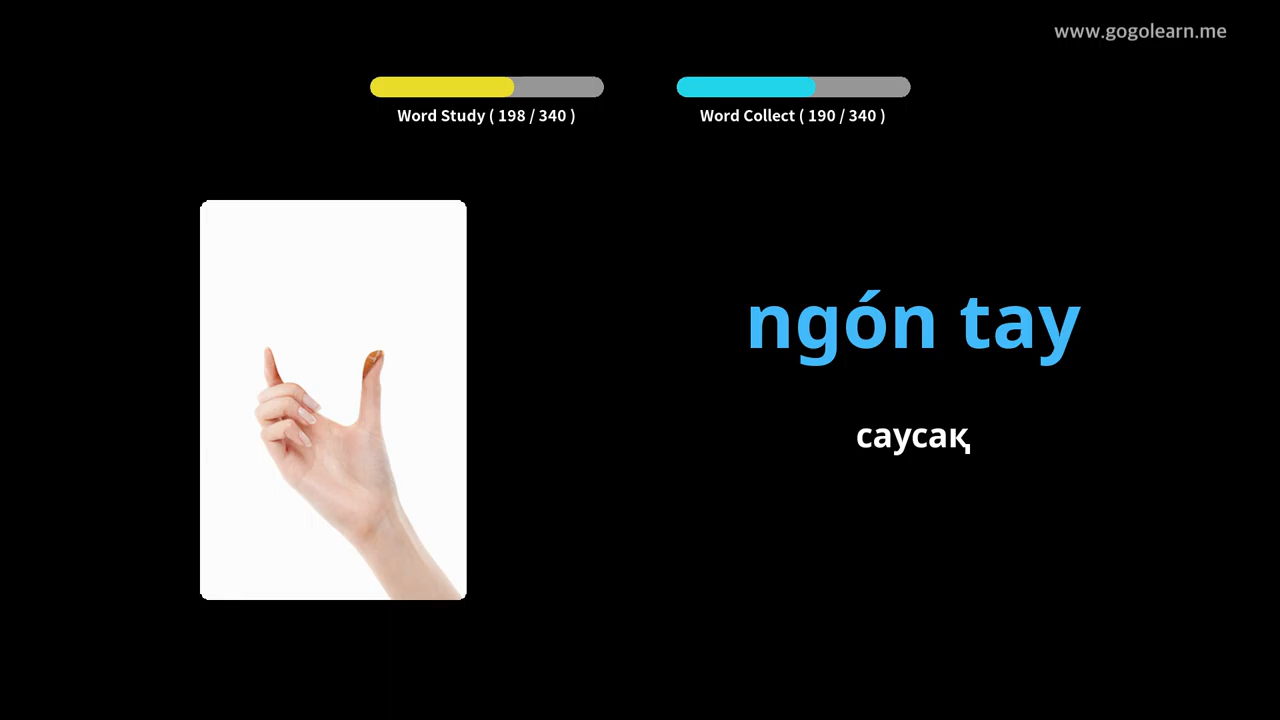 www.gogolearn.me
Word Study ( 198 / 340 )
Word Collect ( 190 / 340 )
ngón tay
саусақ